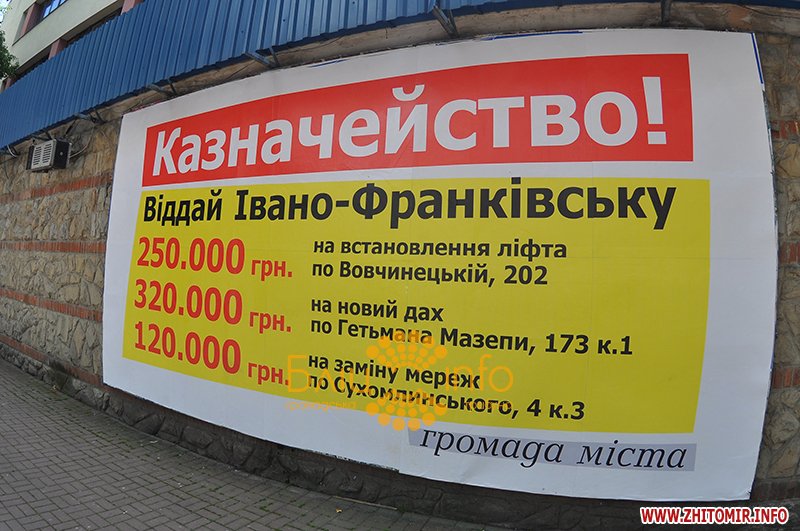 Казначейство!
Віддай Івано-Франківську
250.000 грн. на встановлення ліфта
по Вовчинецькій, 202
320.000 грн. на новий дах
по Гетьмана Мазепи, 173 к.1
120.000 грн. на заміну мереж
по Сухомлинського, 4 к.3
громада міста
WWW.ZHITOMIR.INFO